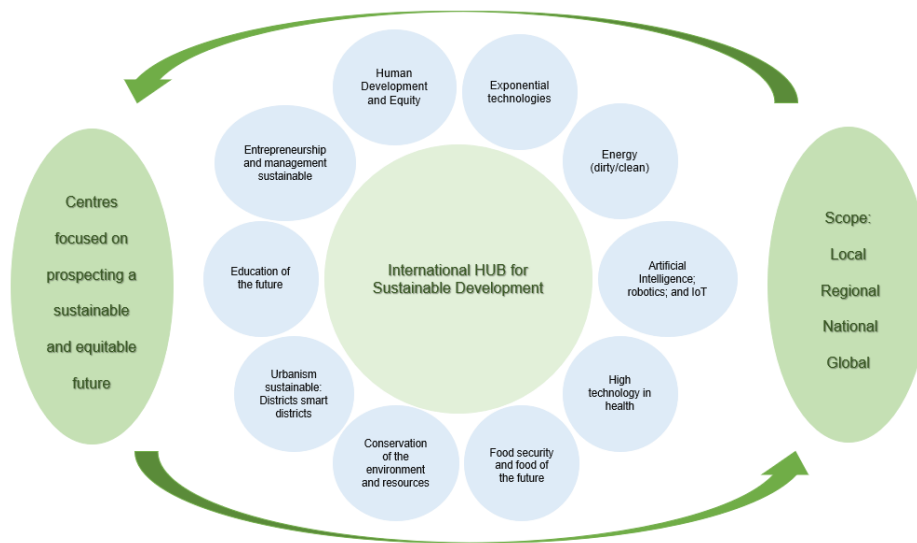 Human
Development
and Equity
Exponential
technologies
Entrepreneurship
and management
sustainable
Energy
(dirty/clean)
Centres
focused on
prospecting a
sustainable
and equitable
future
Education of
the future
International HUB for
Sustainable Development
Artificial
Intelligence;
robotics; and IoT
Scope:
Local
Regional
National
Global
Urbanism
sustainable:
Districts smart
districts
High
technology in
health
Conservation
of the
environment
and resources
Food security
and food of
the future